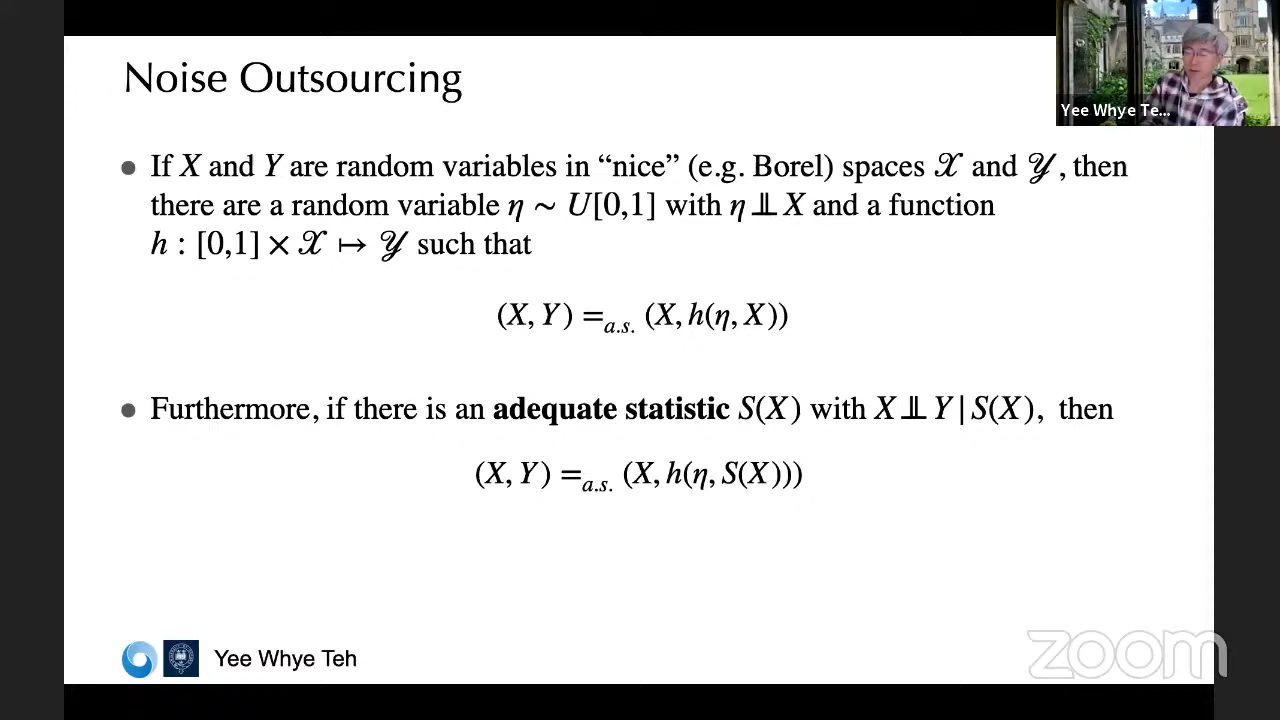 Noise Outsourcing
Yee Whye Te...
• If X and Y are random variables in “nice” (e.g. Borel) spaces 𝒳 and 𝒴, then
there are a random variable η ∼ U[0,1] with η ⫫ X and a function
h : [0,1] × 𝒳 ↦ 𝒴 such that
(X, Y) =a.s. (X, h(η, X))
• Furthermore, if there is an adequate statistic S(X) with X ⫫ Y | S(X), then
(X, Y) =a.s. (X, h(η, S(X)))
Yee Whye Teh
zoom